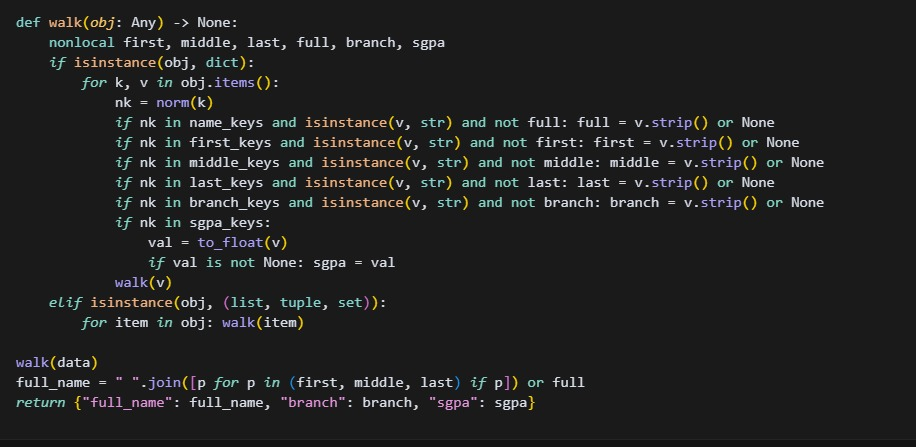 def walk(obj: Any) -> None:
    nonlocal first, middle, last, full, branch, sgpa
    if isinstance(obj, dict):
        for k, v in obj.items():
            nk = norm(k)
            if nk in name_keys and isinstance(v, str) and not full: full = v.strip() or None
            if nk in first_keys and isinstance(v, str) and not first: first = v.strip() or None
            if nk in middle_keys and isinstance(v, str) and not middle: middle = v.strip() or None
            if nk in last_keys and isinstance(v, str) and not last: last = v.strip() or None
            if nk in branch_keys and isinstance(v, str) and not branch: branch = v.strip() or None
            if nk in sgpa_keys:
                val = to_float(v)
                if val is not None: sgpa = val
            walk(v)
    elif isinstance(obj, (list, tuple, set)):
        for item in obj: walk(item)

walk(data)
full_name = " ".join([p for p in (first, middle, last) if p]) or full
return {"full_name": full_name, "branch": branch, "sgpa": sgpa}